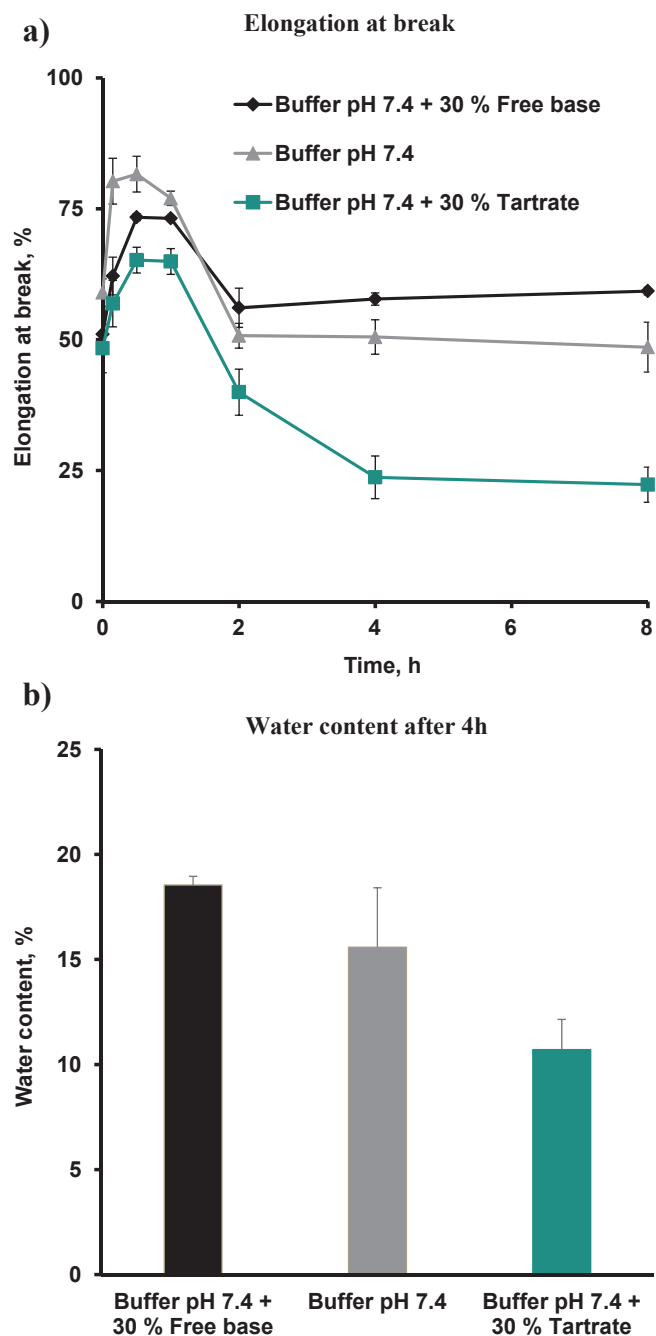 a)
Elongation at break
100
75
50
25
0
Elongation at break, %
Buffer pH 7.4 + 30 % Free base
Buffer pH 7.4
Buffer pH 7.4 + 30 % Tartrate
0
2
4
6
8
Time, h
b)
Water content after 4h
25
20
15
10
5
0
Water content, %
Buffer pH 7.4 +
30 % Free base
Buffer pH 7.4
Buffer pH 7.4 +
30 % Tartrate